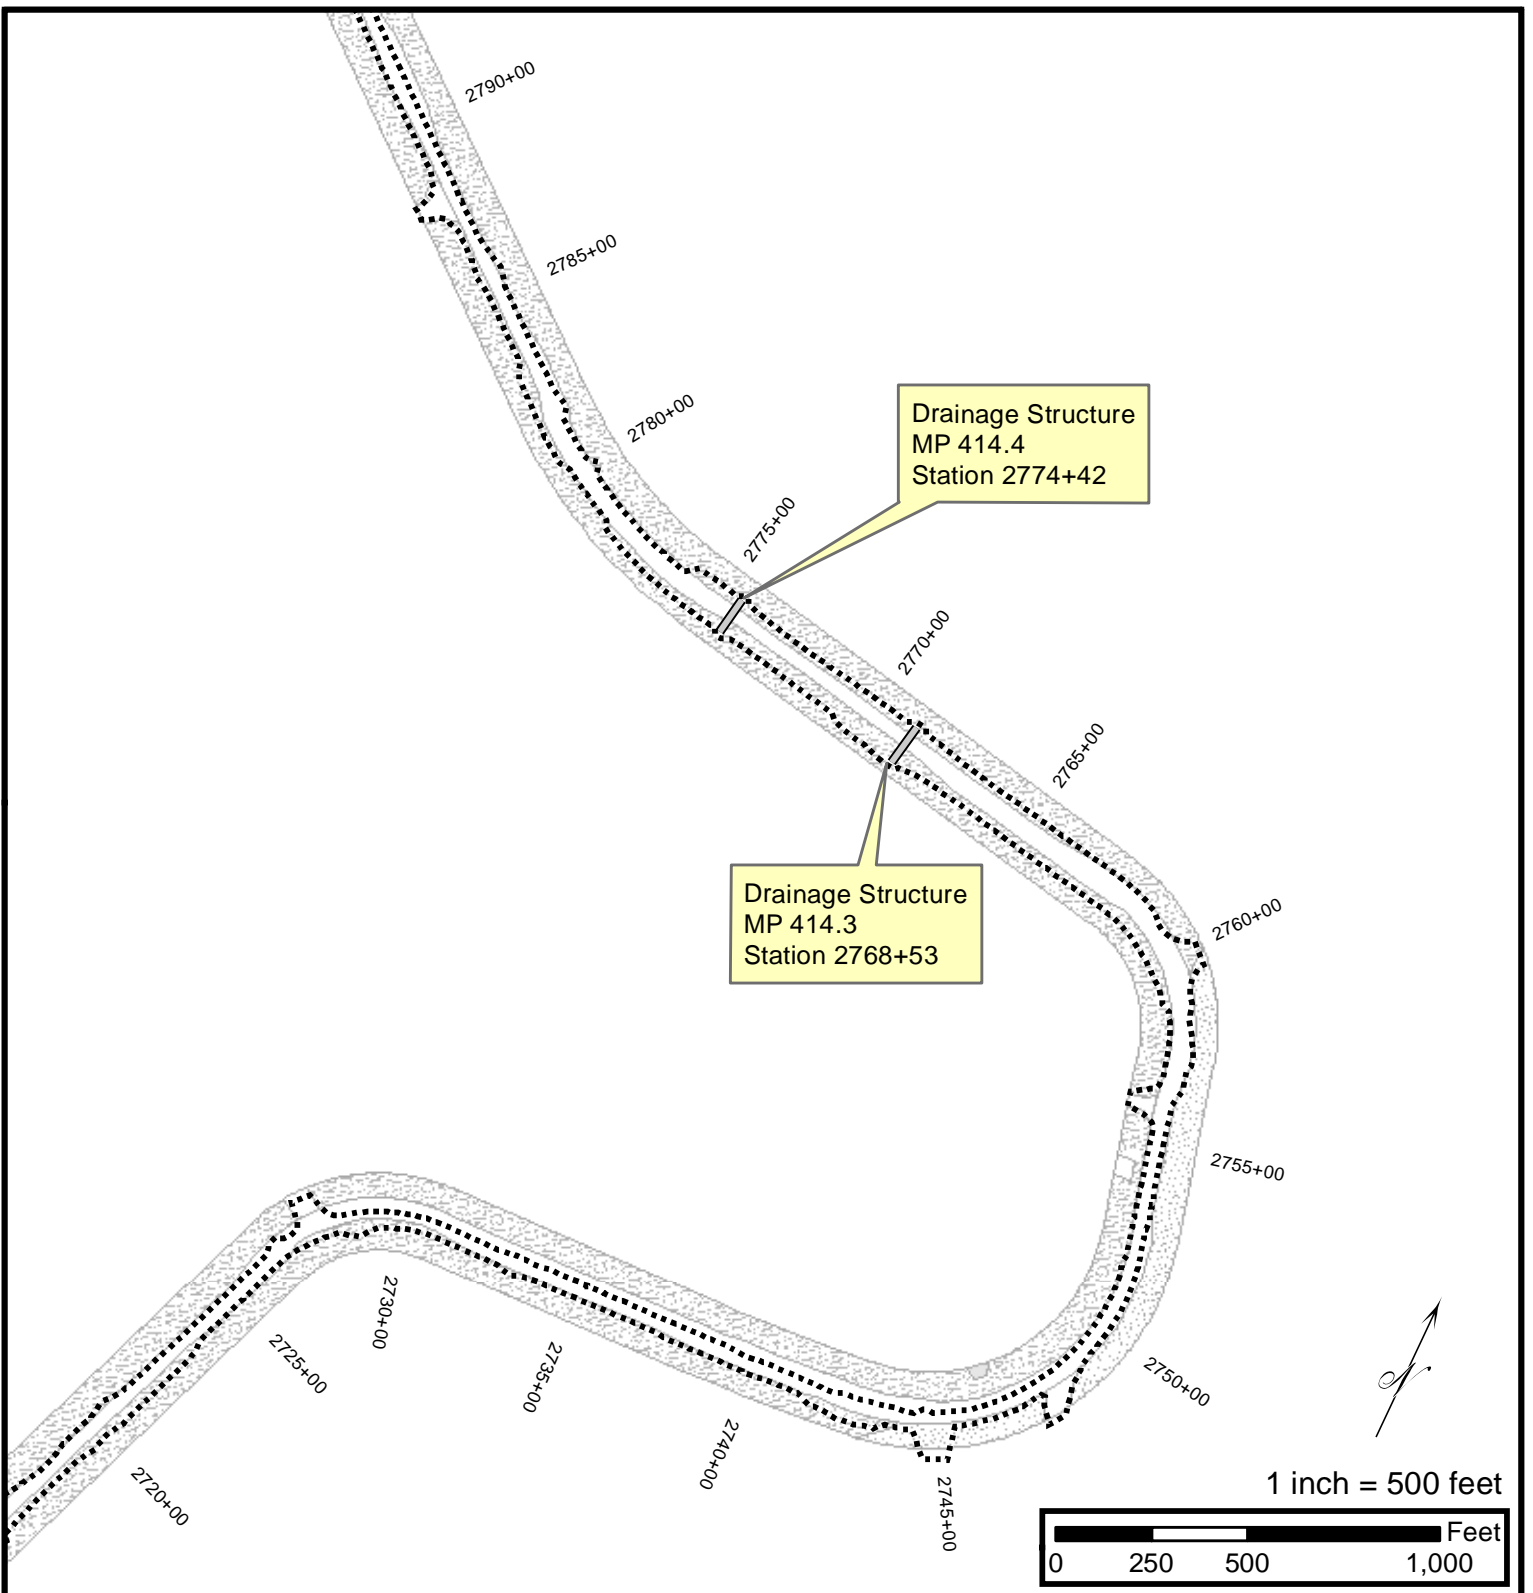 2790+00
2785+00
2780+00
Drainage Structure
MP 414.4
Station 2774+42
2775+00
2770+00
2765+00
Drainage Structure
MP 414.3
Station 2768+53
2760+00
2755+00
2730+00
2725+00
2735+00
2750+00
2740+00
2720+00
2745+00
1 inch = 500 feet
Feet
0 250 500 1,000